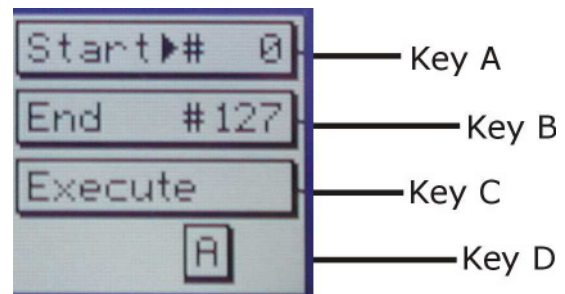 Start▶# 0 Key A
End #127 Key B
Execute Key C
A Key D